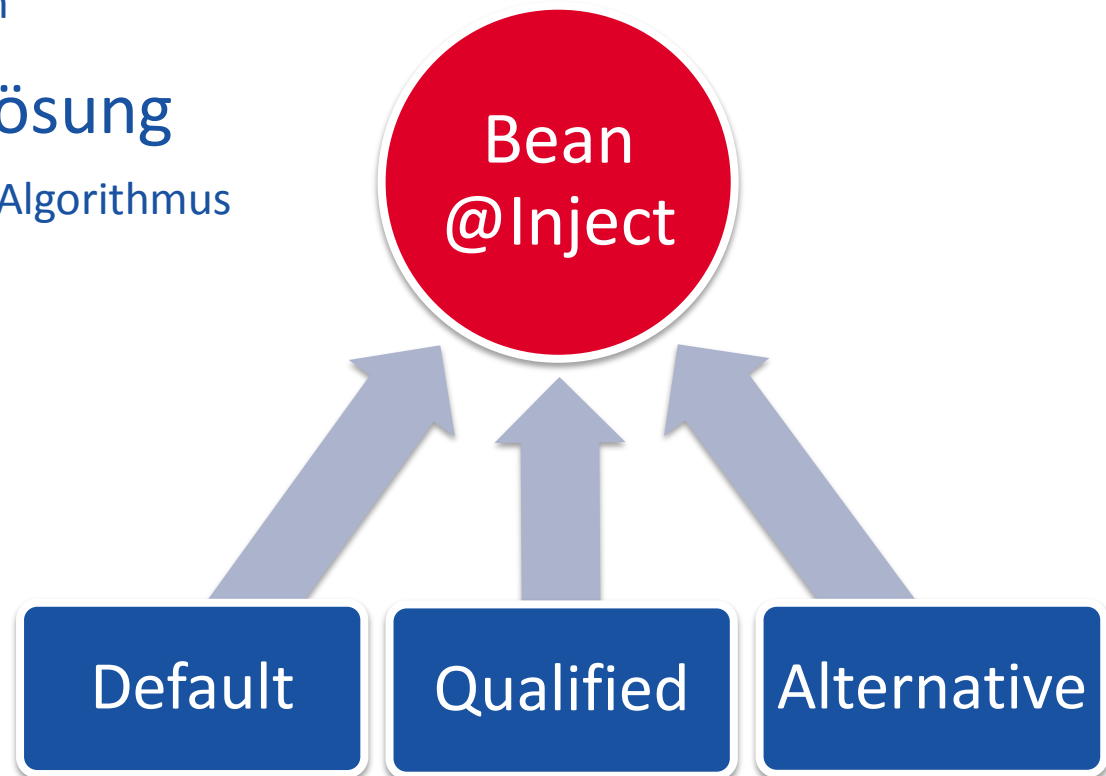 ösung
Algorithmus
Bean
@Inject
Default
Qualified
Alternative